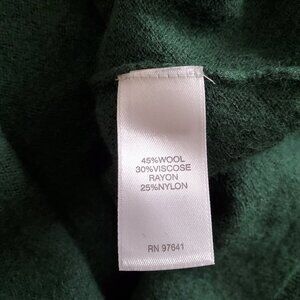 45%WOOL
30%VISCOSE
RAYON
25%NYLON
RN 97641